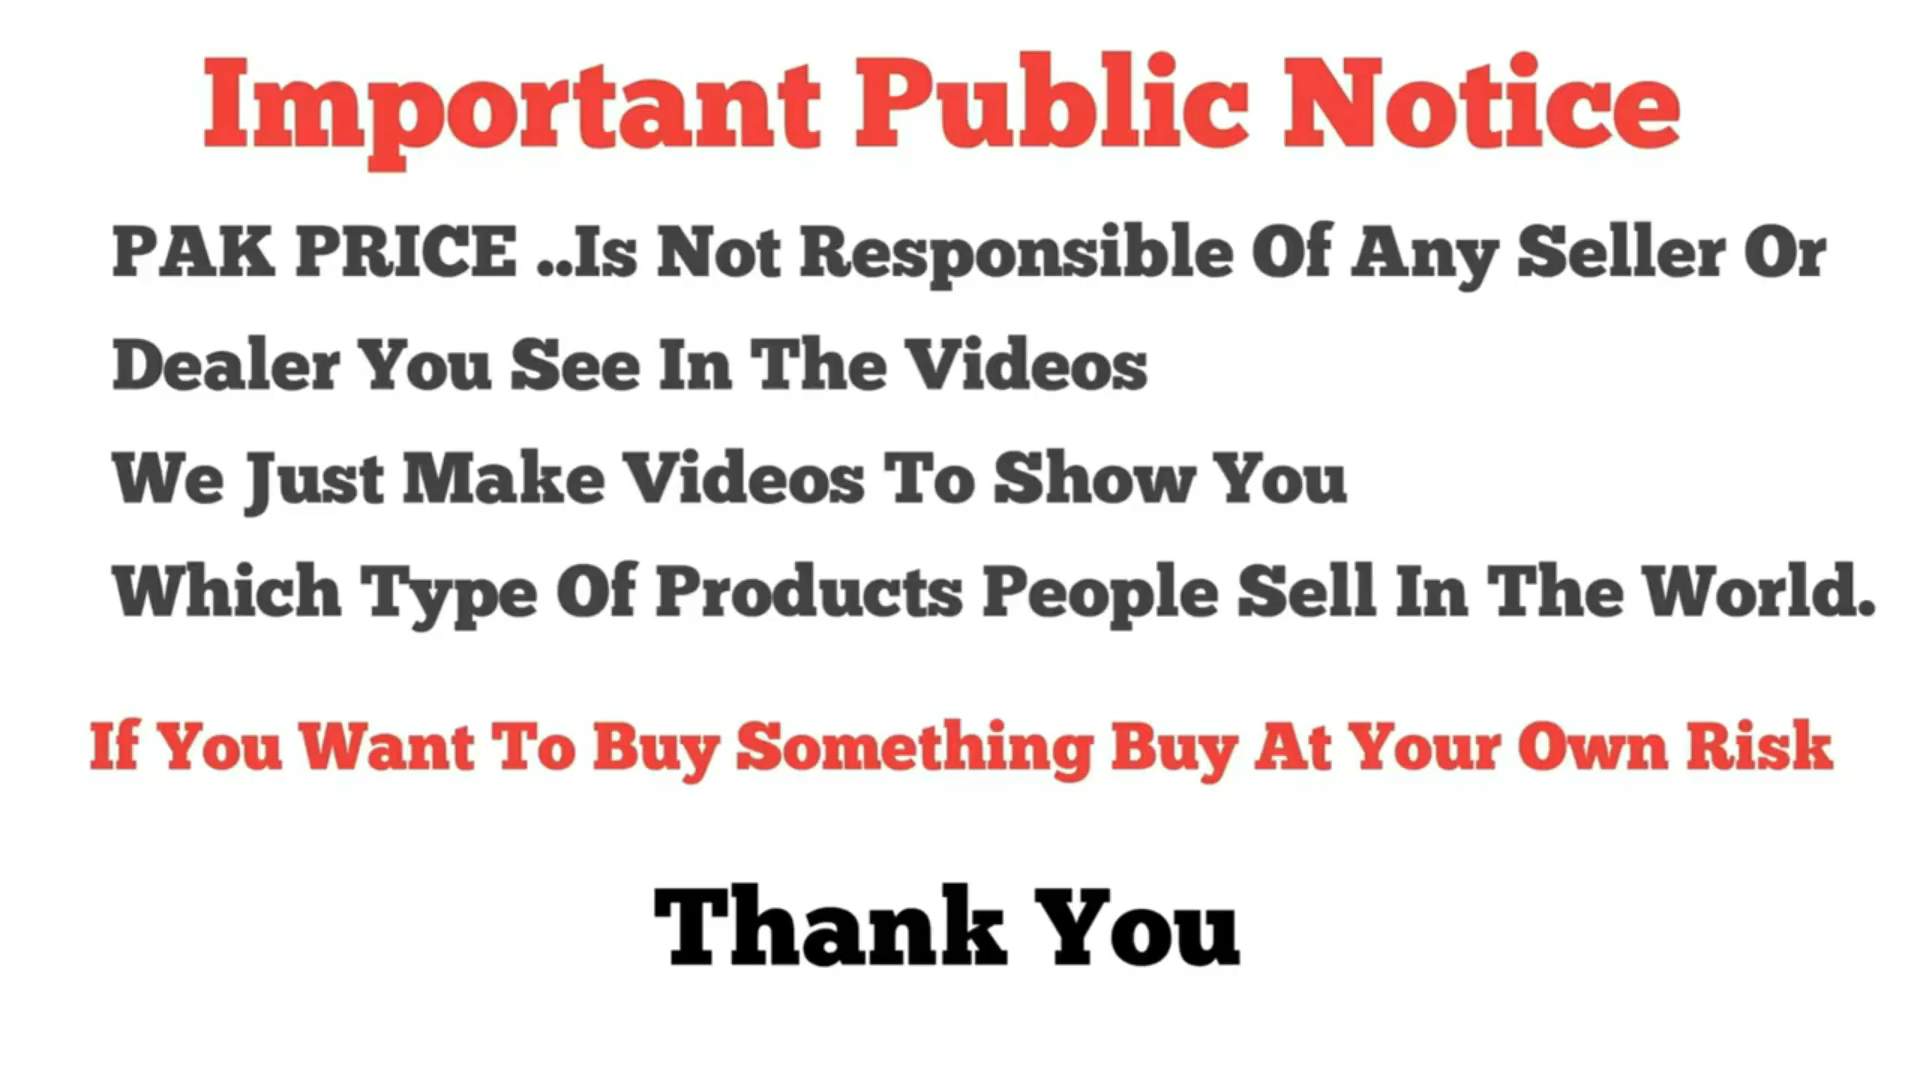 Important Public Notice
PAK PRICE ..Is Not Responsible Of Any Seller Or
Dealer You See In The Videos
We Just Make Videos To Show You
Which Type Of Products People Sell In The World.
If You Want To Buy Something Buy At Your Own Risk
Thank You